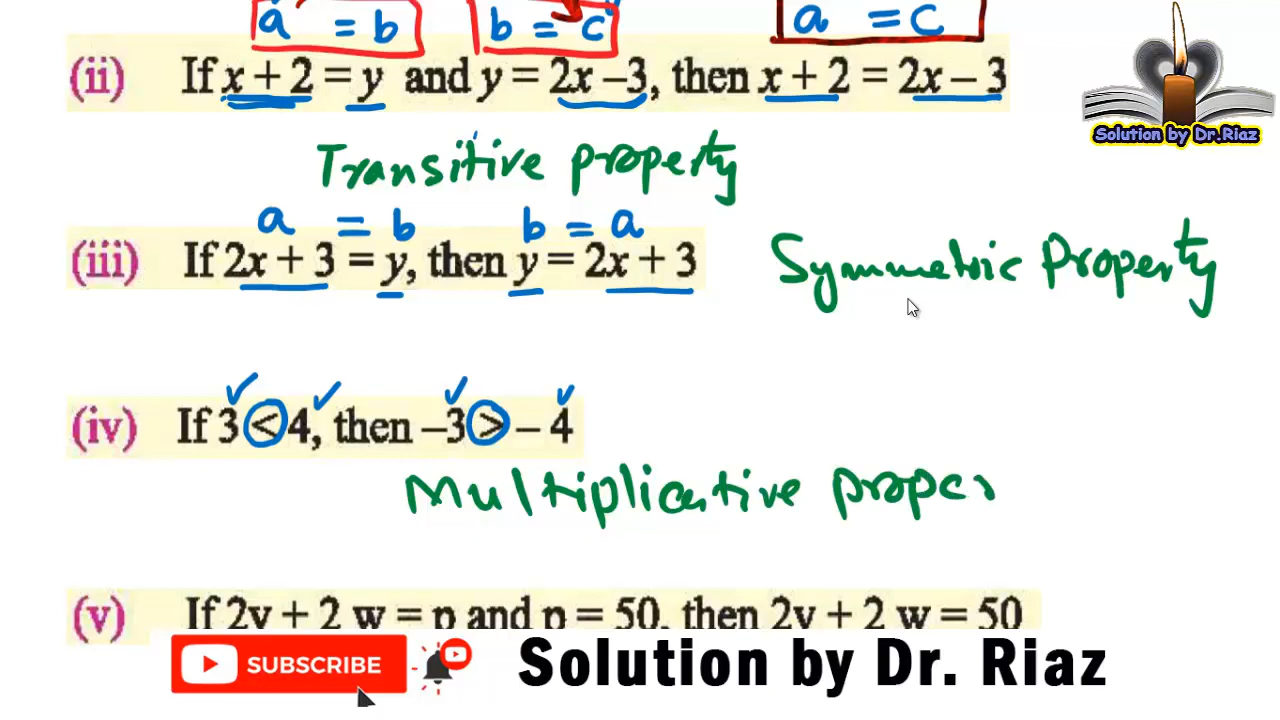 a = b b = c a = c
(ii) If x + 2 = y and y = 2x – 3, then x + 2 = 2x – 3
Solution by Dr.Riaz
Transitive property
a = b b = a
(iii) If 2x + 3 = y, then y = 2x + 3
Symmetric Property
(iv) If 3 < 4, then –3 > – 4
Multiplicative proper
(v) If 2v + 2 w = p and p = 50, then 2v + 2 w = 50
SUBSCRIBE
Solution by Dr. Riaz